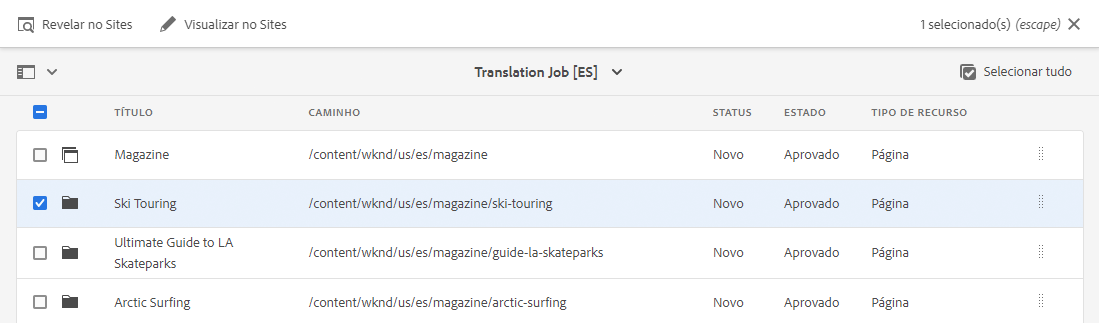 Revelar no Sites Visualizar no Sites 1 selecionado(s) (escape)
Translation Job [ES] Selecionar tudo
TÍTULO CAMINHO STATUS ESTADO TIPO DE RECURSO
Magazine /content/wknd/us/es/magazine Novo Aprovado Página
Ski Touring /content/wknd/us/es/magazine/ski-touring Novo Aprovado Página
Ultimate Guide to LA
Skateparks /content/wknd/us/es/magazine/guide-la-skateparks Novo Aprovado Página
Arctic Surfing /content/wknd/us/es/magazine/arctic-surfing Novo Aprovado Página